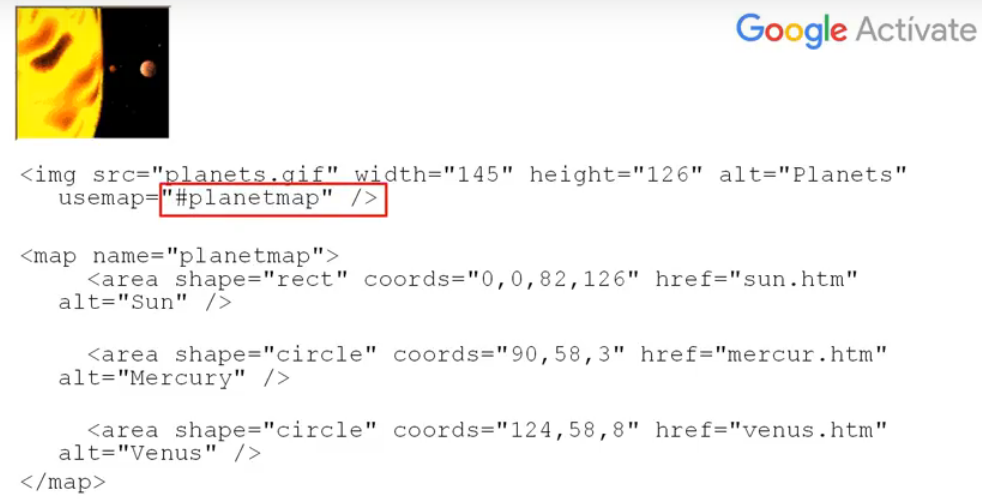 Google Actívate
<img src="planets.gif" width="145" height="126" alt="Planets"
usemap="#planetmap" />
<map name="planetmap">
<area shape="rect" coords="0,0,82,126" href="sun.htm"
alt="Sun" />
<area shape="circle" coords="90,58,3" href="mercur.htm"
alt="Mercury" />
<area shape="circle" coords="124,58,8" href="venus.htm"
alt="Venus" />
</map>